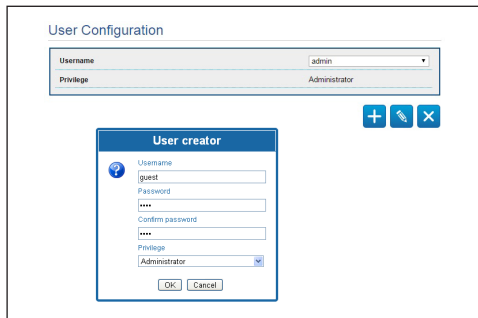 User Configuration
Username admin
Privilege Administrator
User creator
Username
guest
Password
••••
Confirm password
••••
Privilege
Administrator
OK Cancel